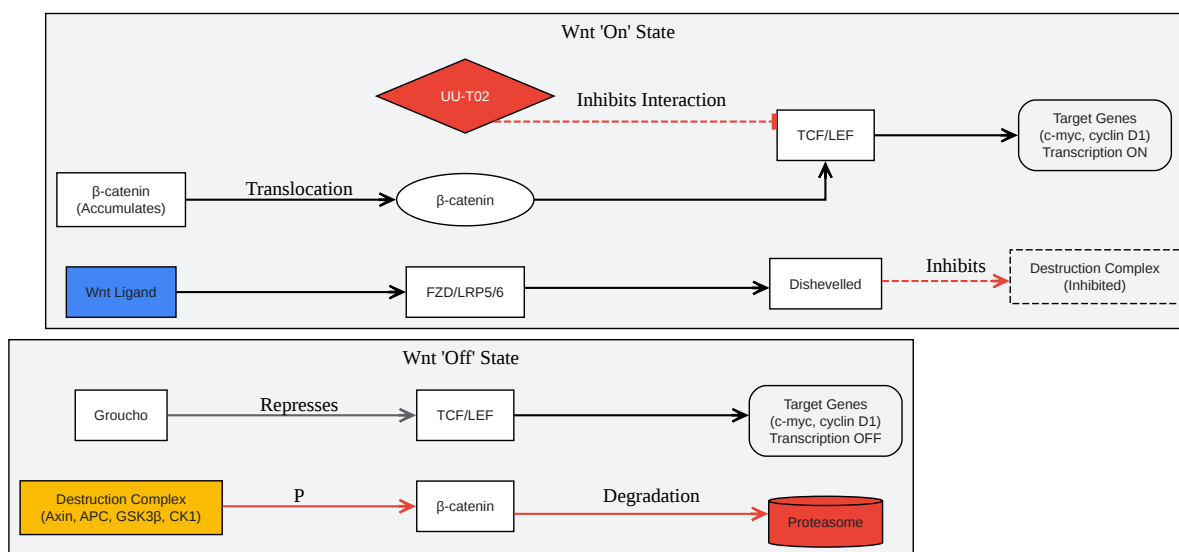 Wnt 'On' State
UU-T02
Inhibits Interaction
TCF/LEF
Target Genes
(c-myc, cyclin D1)
Transcription ON
β-catenin
(Accumulates)
Translocation
β-catenin
Wnt Ligand
FZD/LRP5/6
Dishevelled
Inhibits
Destruction Complex
(Inhibited)
Wnt 'Off' State
Groucho
Represses
TCF/LEF
Target Genes
(c-myc, cyclin D1)
Transcription OFF
Destruction Complex
(Axin, APC, GSK3β, CK1)
P
β-catenin
Degradation
Proteasome